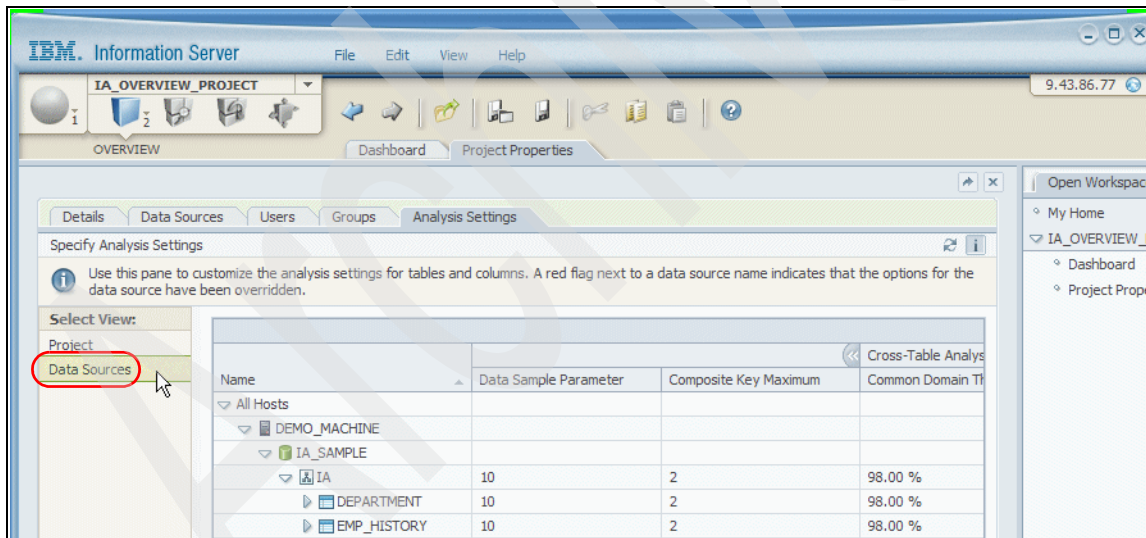 IBM. Information Server
File Edit View Help
IA_OVERVIEW_PROJECT
9.43.86.77
1
2
OVERVIEW
Dashboard Project Properties
Open Workspac
Details Data Sources Users Groups Analysis Settings
My Home
Specify Analysis Settings
IA_OVERVIEW_
Use this pane to customize the analysis settings for tables and columns. A red flag next to a data source name indicates that the options for the
data source have been overridden.
Dashboard
Project Prope
Select View:
Project
Data Sources
Cross-Table Analys
Name Data Sample Parameter Composite Key Maximum Common Domain Th
All Hosts
DEMO_MACHINE
IA_SAMPLE
IA 10 2 98.00 %
DEPARTMENT 10 2 98.00 %
EMP_HISTORY 10 2 98.00 %